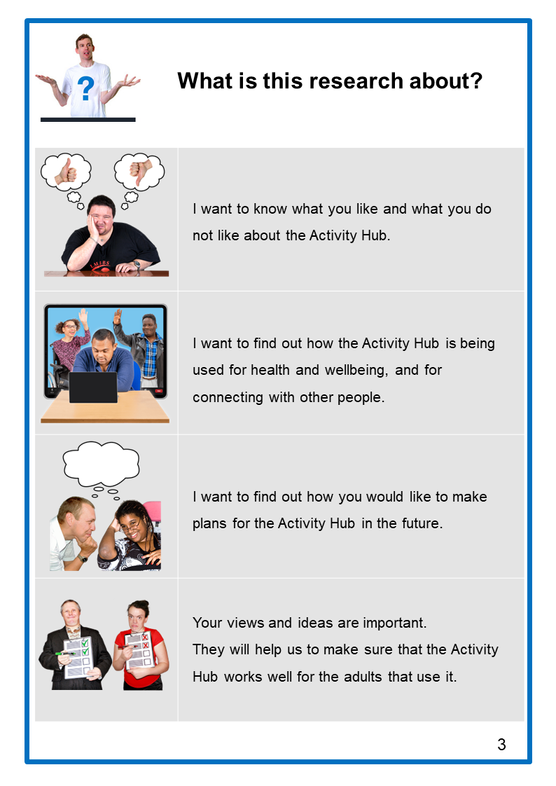 ?
What is this research about?
I want to know what you like and what you do
not like about the Activity Hub.
I want to find out how the Activity Hub is being
used for health and wellbeing, and for
connecting with other people.
I want to find out how you would like to make
plans for the Activity Hub in the future.
Your views and ideas are important.
They will help us to make sure that the Activity
Hub works well for the adults that use it.
3